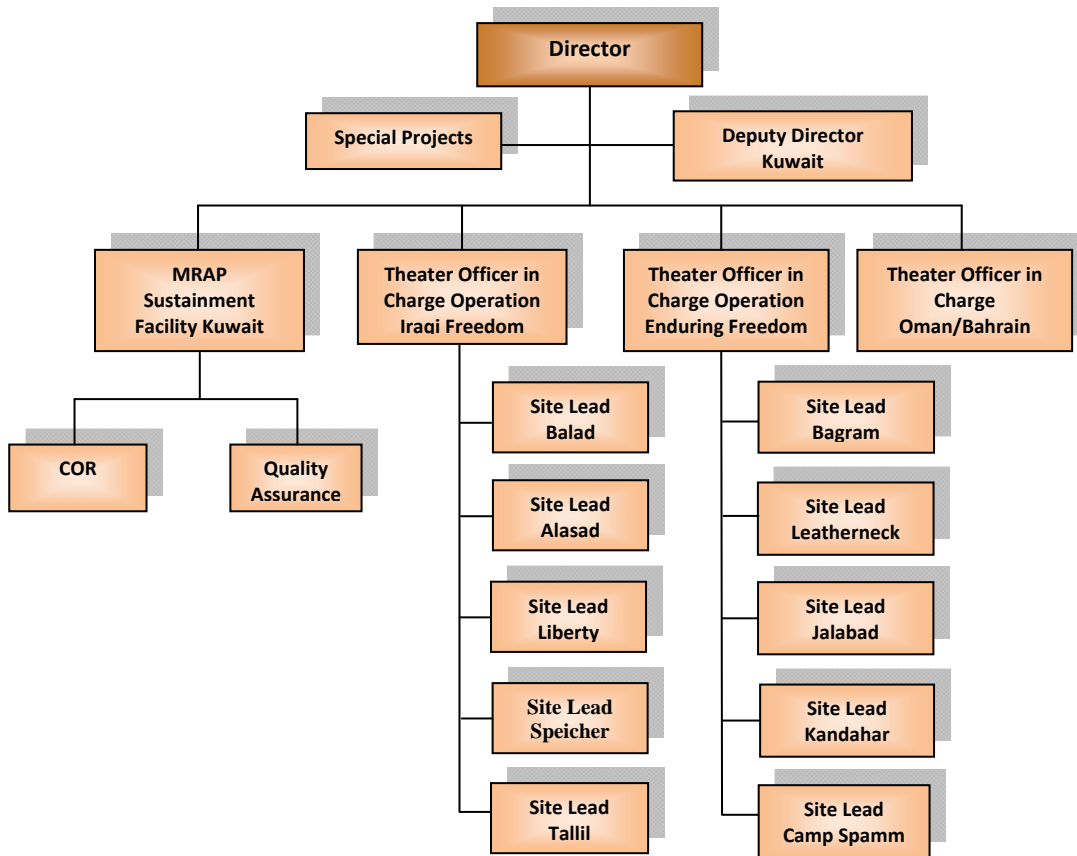 Director
Special Projects
Deputy Director
Kuwait
MRAP
Sustainment
Facility Kuwait
Theater Officer in
Charge Operation
Iraqi Freedom
Theater Officer in
Charge Operation
Enduring Freedom
Theater Officer in
Charge
Oman/Bahrain
COR
Quality
Assurance
Site Lead
Balad
Site Lead
Alasad
Site Lead
Liberty
Site Lead
Speicher
Site Lead
Tallil
Site Lead
Bagram
Site Lead
Leatherneck
Site Lead
Jalabad
Site Lead
Kandahar
Site Lead
Camp Spamm